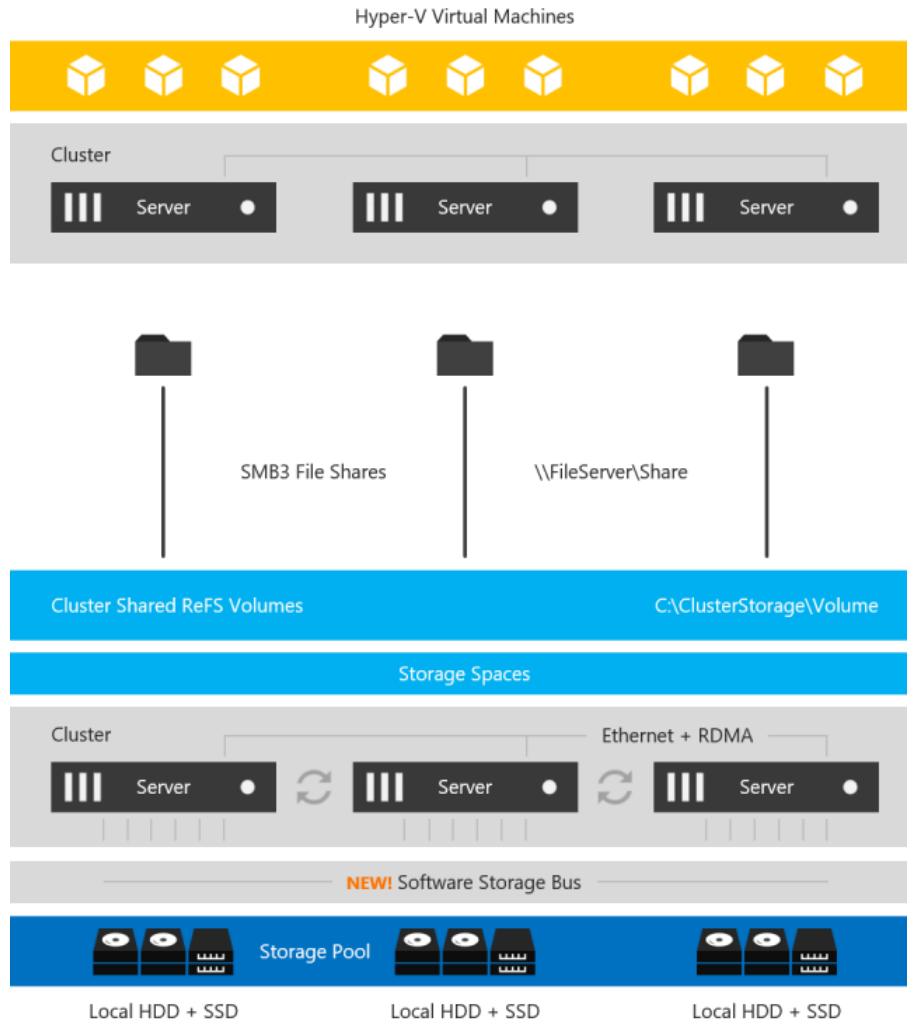 Hyper-V Virtual Machines
Cluster
Server Server Server
SMB3 File Shares \\FileServer\Share
Cluster Shared ReFS Volumes C:\ClusterStorage\Volume
Storage Spaces
Cluster Ethernet + RDMA
Server Server Server
NEW! Software Storage Bus
Storage Pool
Local HDD + SSD Local HDD + SSD Local HDD + SSD